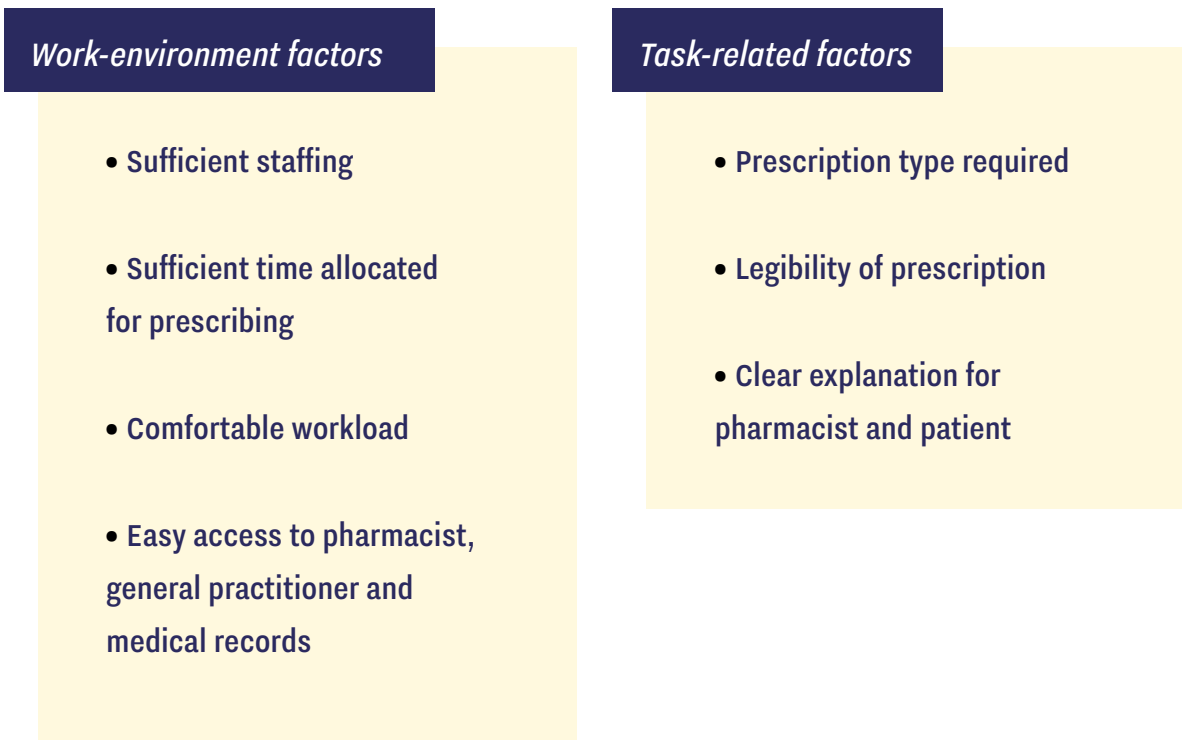 Work-environment factors
• Sufficient staffing
• Sufficient time allocated
for prescribing
• Comfortable workload
• Easy access to pharmacist,
general practitioner and
medical records
Task-related factors
• Prescription type required
• Legibility of prescription
• Clear explanation for
pharmacist and patient